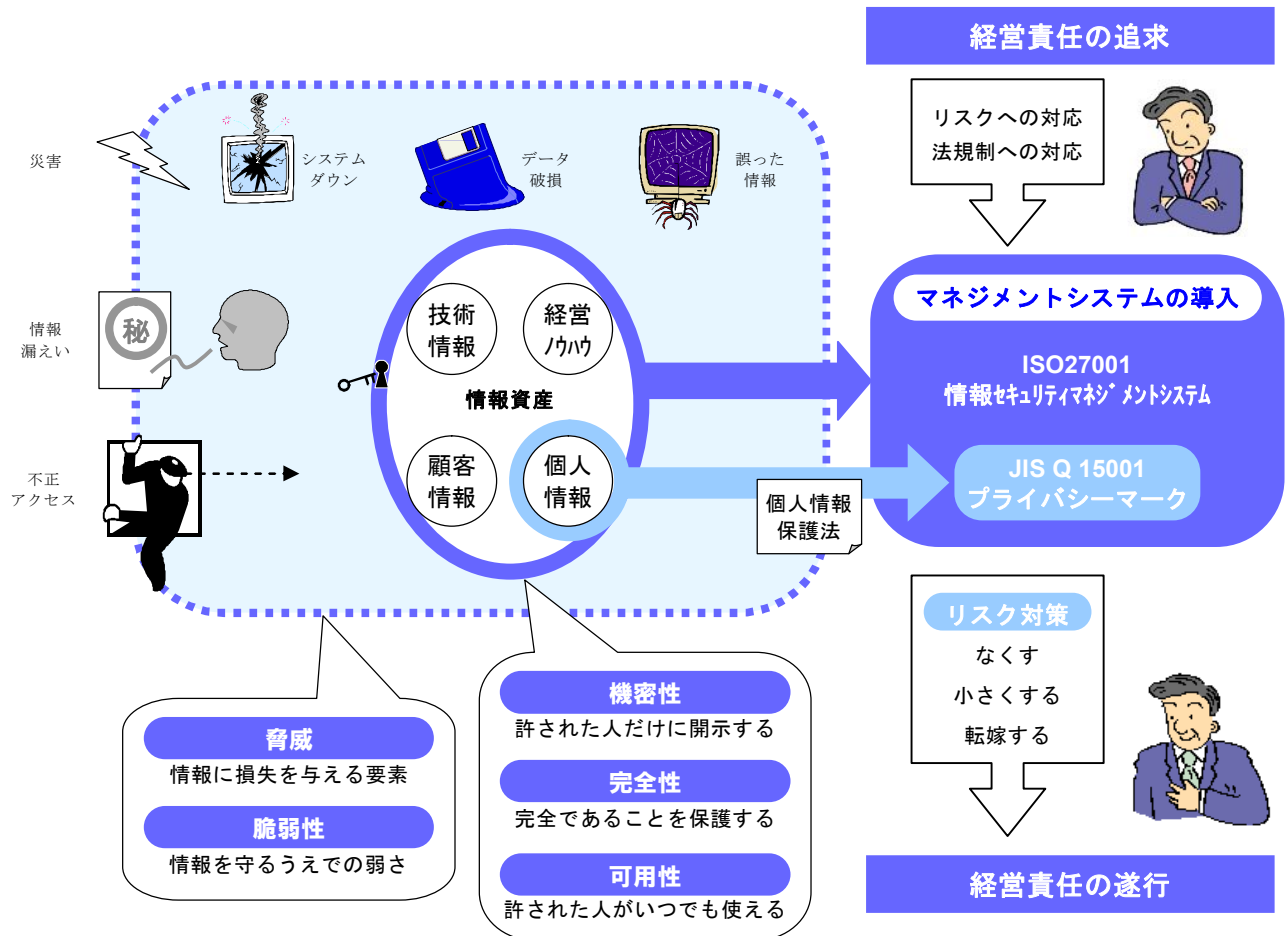 経営責任の追求
リスクへの対応
法規制への対応
災害
システム
ダウン
データ
破損
誤った
情報
マネジメントシステムの導入
ISO27001
情報ｾｷｭﾘﾃｨﾏﾈｼﾞﾒﾝﾄｼｽﾃﾑ
JIS Q 15001
プライバシーマーク
情報
漏えい
秘
技術
情報
経営
ﾉｳﾊｳ
情報資産
顧客
情報
個人
情報
不正
アクセス
個人情報
保護法
脅威
情報に損失を与える要素
脆弱性
情報を守るうえでの弱さ
機密性
許された人だけに開示する
完全性
完全であることを保護する
可用性
許された人がいつでも使える
リスク対策
なくす
小さくする
転嫁する
経営責任の遂行